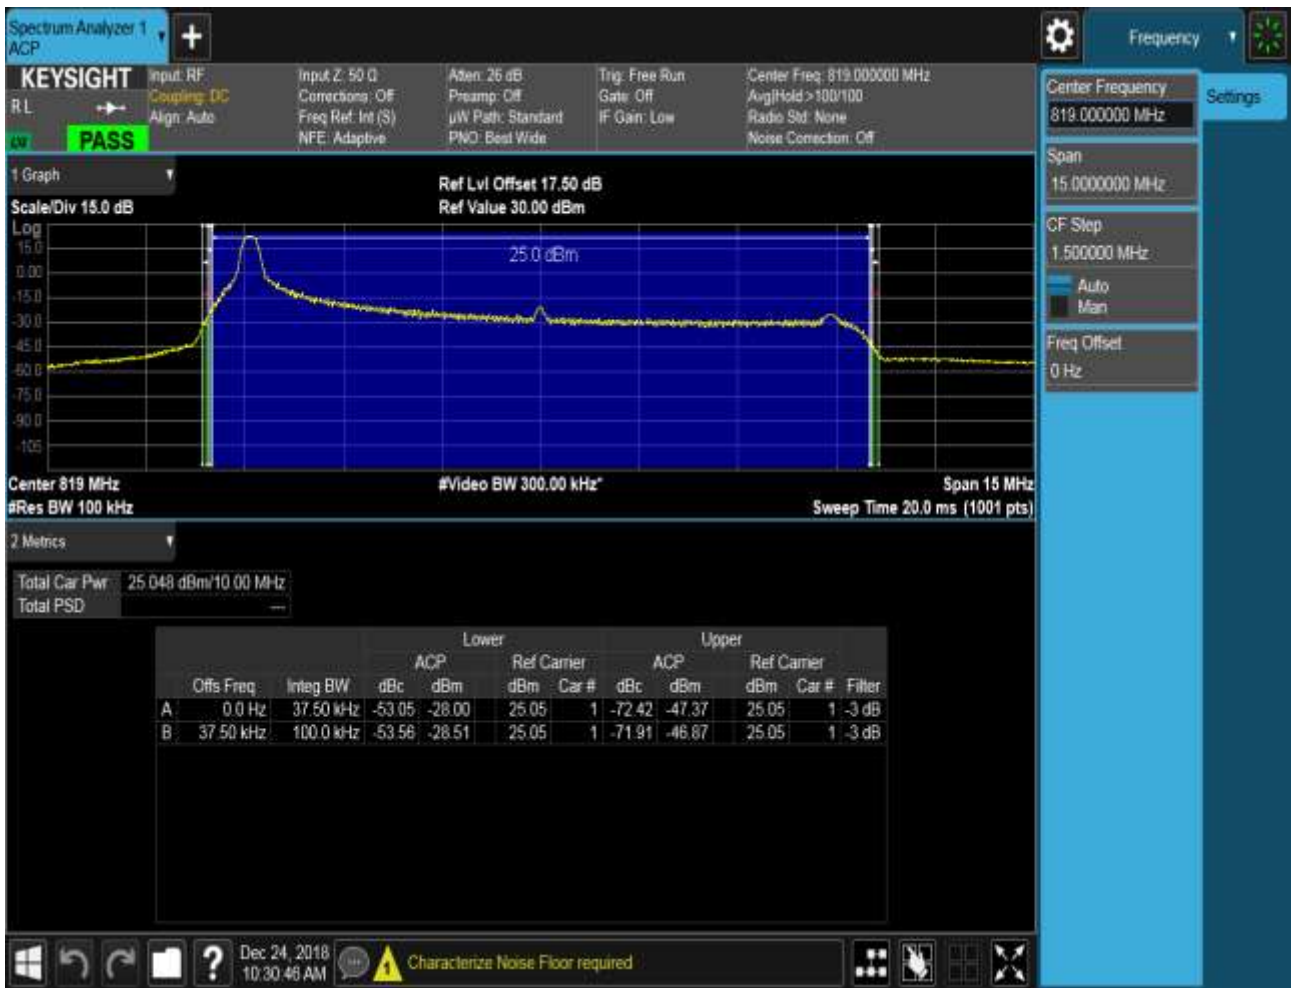 Spectrum Analyzer 1
ACP
Frequency
KEYSIGHT
R L
PASS
Input: RF
Coupling: DC
Align: Auto
Input Z: 50 Ω
Corrections: Off
Freq Ref: Int (S)
NFE: Adaptive
Atten: 26 dB
Preamp: Off
µW Path: Standard
PNO: Best Wide
Trig: Free Run
Gate: Off
IF Gain: Low
Center Freq: 819.000000 MHz
Avg|Hold >100/100
Radio Std: None
Noise Correction: Off
Center Frequency
819.000000 MHz
Settings
Span
15.0000000 MHz
CF Step
1.500000 MHz
Auto
Man
Freq Offset
0 Hz
1 Graph
Scale/Div 15.0 dB
Ref Lvl Offset 17.50 dB
Ref Value 30.00 dBm
Log
15.0
0.00
-15.0
-30.0
-45.0
-60.0
-75.0
-90.0
-105
25.0 dBm
Center 819 MHz
#Video BW 300.00 kHz*
Span 15 MHz
#Res BW 100 kHz
Sweep Time 20.0 ms (1001 pts)
2 Metrics
Total Car Pwr 25.048 dBm/10.00 MHz
Total PSD ---
Lower Upper
ACP Ref Carrier ACP Ref Carrier
Offs Freq Integ BW dBc dBm dBm Car # dBc dBm dBm Car # Filter
A 0.0 Hz 37.50 kHz -53.05 -28.00 25.05 1 -72.42 -47.37 25.05 1 -3 dB
B 37.50 kHz 100.0 kHz -53.56 -28.51 25.05 1 -71.91 -46.87 25.05 1 -3 dB
?
Dec 24, 2018
10:30:46 AM
1
Characterize Noise Floor required